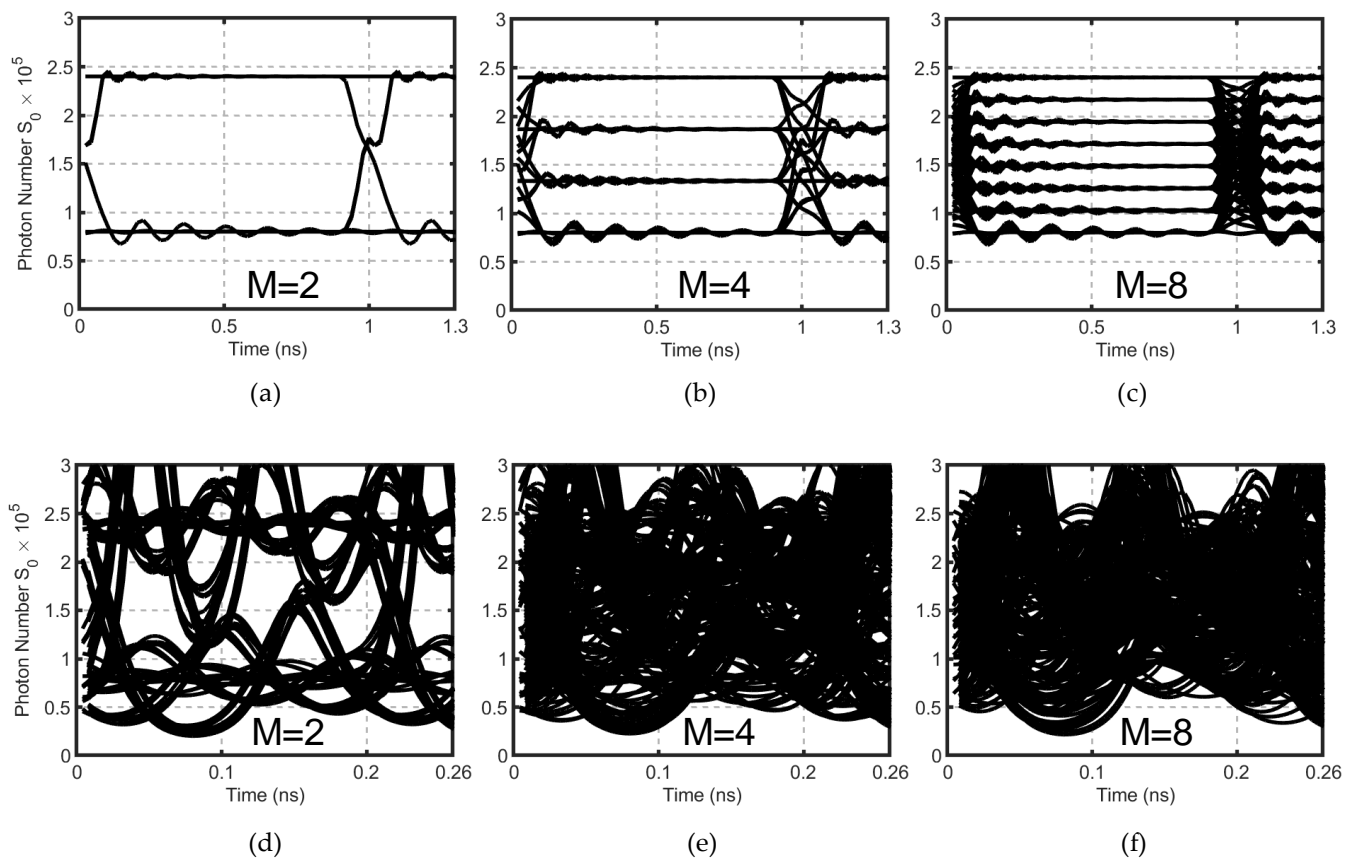 3 3 3
2.5 2.5 2.5
2 2 2
1.5 1.5 1.5
1 1 1
0.5 0.5 0.5
0 0 0
Photon Number S₀ × 10⁵
M=2 M=4 M=8
0 0.5 1 1.3 0 0.5 1 1.3 0 0.5 1 1.3
Time (ns) Time (ns) Time (ns)
(a) (b) (c)
3 3 3
2.5 2.5 2.5
2 2 2
1.5 1.5 1.5
1 1 1
0.5 0.5 0.5
0 0 0
Photon Number S₀ × 10⁵
M=2 M=4 M=8
0 0.1 0.2 0.26 0 0.1 0.2 0.26 0 0.1 0.2 0.26
Time (ns) Time (ns) Time (ns)
(d) (e) (f)